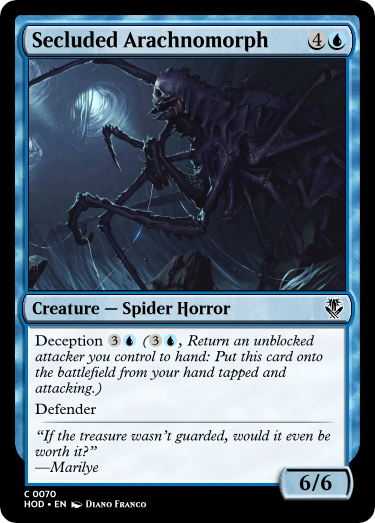 Secluded Arachnomorph 4
Creature — Spider Horror
Deception 3 (3, Return an unblocked
attacker you control to hand: Put this card onto
the battlefield from your hand tapped and
attacking.)
Defender
"If the treasure wasn't guarded, would it even be
worth it?"
—Marilye
6/6
C 0070
HOD • EN Diano Franco